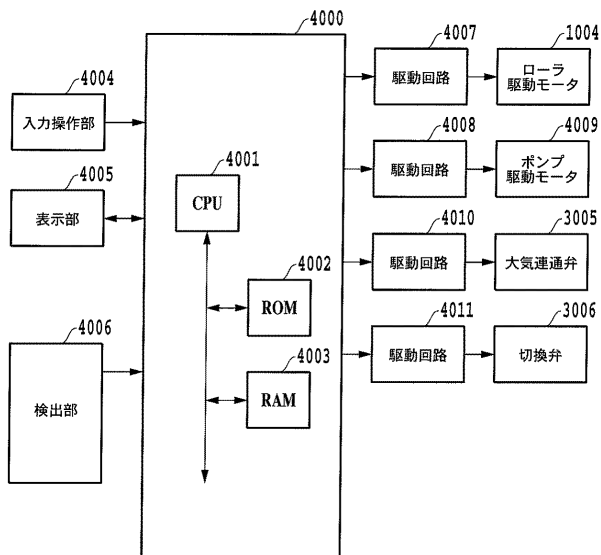 4000
4004
入力操作部
4005
表示部
4006
検出部
4001
CPU
4002
ROM
4003
RAM
4007
駆動回路
1004
ローラ
駆動モータ
4008
駆動回路
4009
ポンプ
駆動モータ
4010
駆動回路
3005
大気連通弁
4011
駆動回路
3006
切換弁